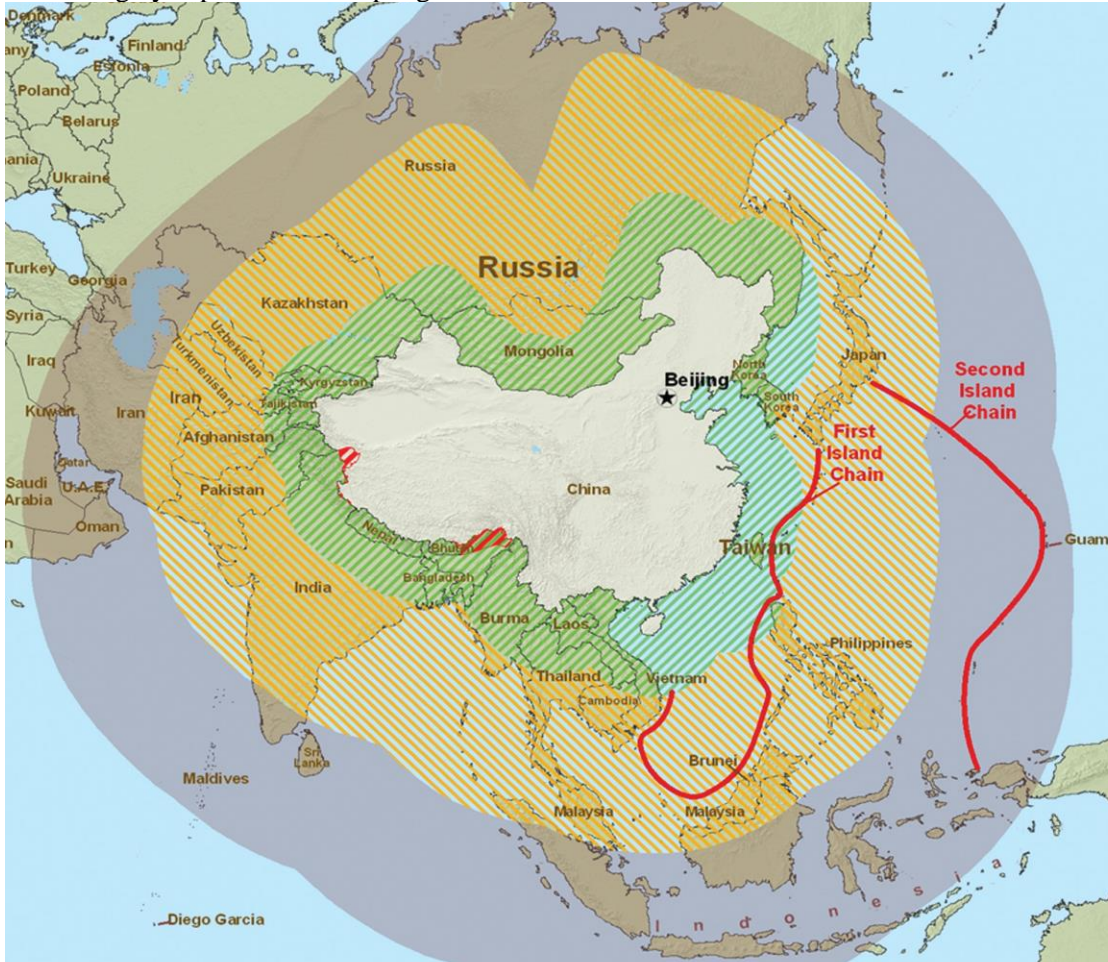 Denmark
Finland
any
Estonia
Poland
Belarus
ania
Ukraine
Russia
Turkey
Georgia
Russia
Kazakhstan
Syria
Uzbekistan
Mongolia
Turkmenistan
Japan
North
Korea
Iraq
Kyrgyzstan
Beijing
Second
Island
Chain
Iran
Iran
Tajikistan
South
Korea
Kuwait
Afghanistan
First
Island
Chain
Qatar
Pakistan
China
Saudi
Arabia
U.A.E.
Oman
n
Nepal
Bhutan
Taiwan
Guam
Bangladesh
India
Burma
Laos
Philippines
Thailand
Vietnam
Cambodia
Sri
Lanka
Brunei
Maldives
Malaysia
Malaysia
Indonesia
Diego Garcia